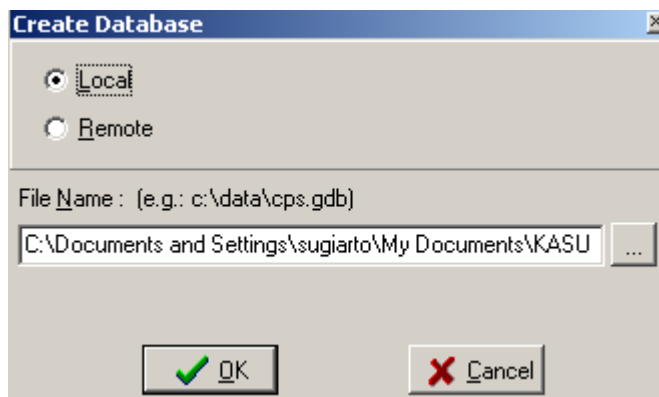 Create Database
Local
Remote
File Name : (e.g.: c:\data\cps.gdb)
C:\Documents and Settings\sugiarto\My Documents\KASU
...
OK
Cancel